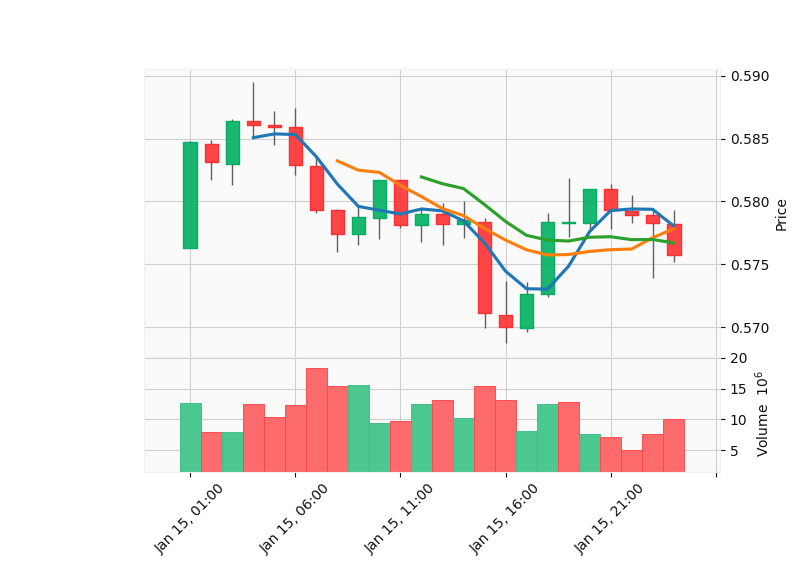 0.590
0.585
0.580
0.575
0.570
Price
20
15
10
5
Volume 10^6
Jan 15, 01:00
Jan 15, 06:00
Jan 15, 11:00
Jan 15, 16:00
Jan 15, 21:00